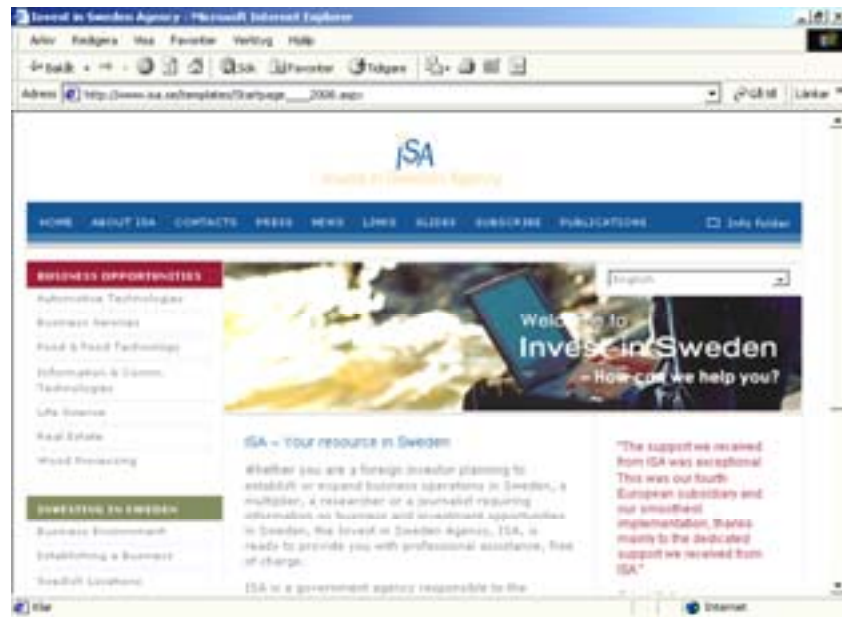 Invest in Sweden Agency - Microsoft Internet Explorer
Arkiv Redigera Visa Favoriter Verktyg Hjälp
Bakåt Sök Favoriter Tidigare
Adress http://www.isa.se/templates/Startpage____2008.aspx Gå till Länkar
ISA
Invest in Sweden Agency
HOME ABOUT ISA CONTACTS PRESS NEWS LINKS SLIDES SUBSCRIBE PUBLICATIONS Info folder
BUSINESS OPPORTUNITIES
Automotive Technologies
Business Services
Food & Food Technology
Information & Comm.
Technologies
Life Science
Real Estate
Wood Processing
INVESTING IN SWEDEN
Business Environment
Establishing a Business
Swedish Locations
English
Welcome to
Invest in Sweden
- How can we help you?
ISA – Your resource in Sweden
Whether you are a foreign investor planning to
establish or expand business operations in Sweden, a
multiplier, a researcher or a journalist requiring
information on business and investment opportunities
in Sweden, the Invest in Sweden Agency, ISA, is
ready to provide you with professional assistance, free
of charge.
ISA is a government agency responsible to the
"The support we received
from ISA was exceptional.
This was our fourth
European subsidiary and
our smoothest
implementation, thanks
mainly to the dedicated
support we received from
ISA."
Klar Internet